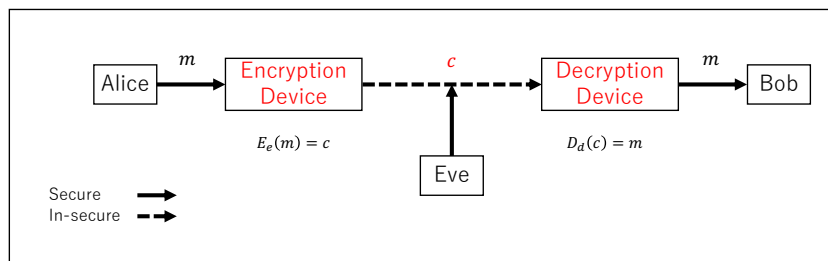 m
c
m
Alice
Encryption
Device
Decryption
Device
Bob
E_e(m) = c
D_d(c) = m
Eve
Secure
In-secure